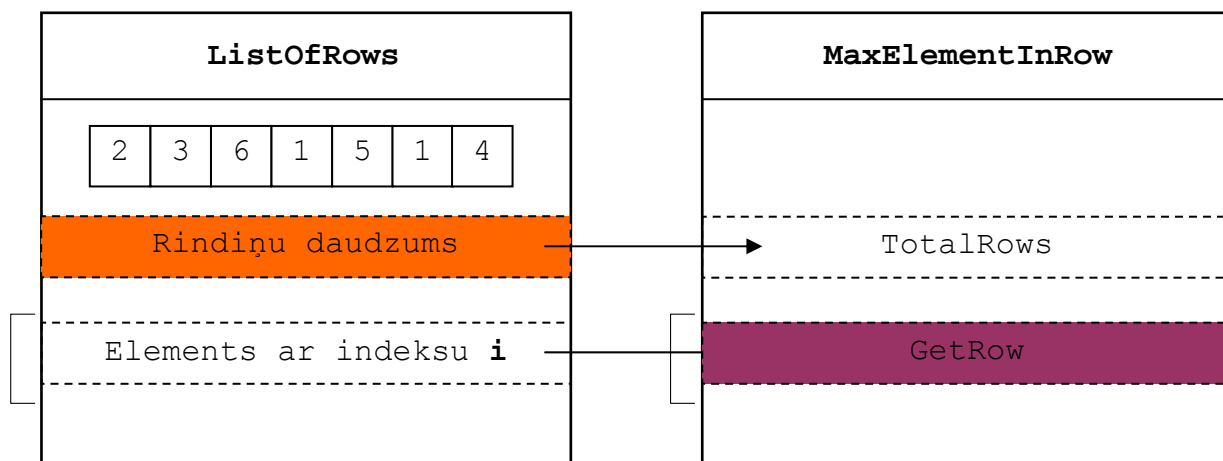 ListOfRows
MaxElementInRow
2 3 6 1 5 1 4
Rindiņu daudzums
TotalRows
Elements ar indeksu i
GetRow